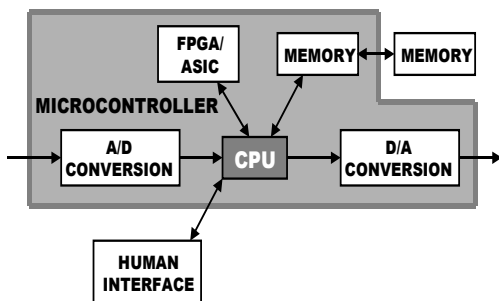 FPGA/
ASIC
MEMORY
MEMORY
MICROCONTROLLER
A/D
CONVERSION
CPU
D/A
CONVERSION
HUMAN
INTERFACE